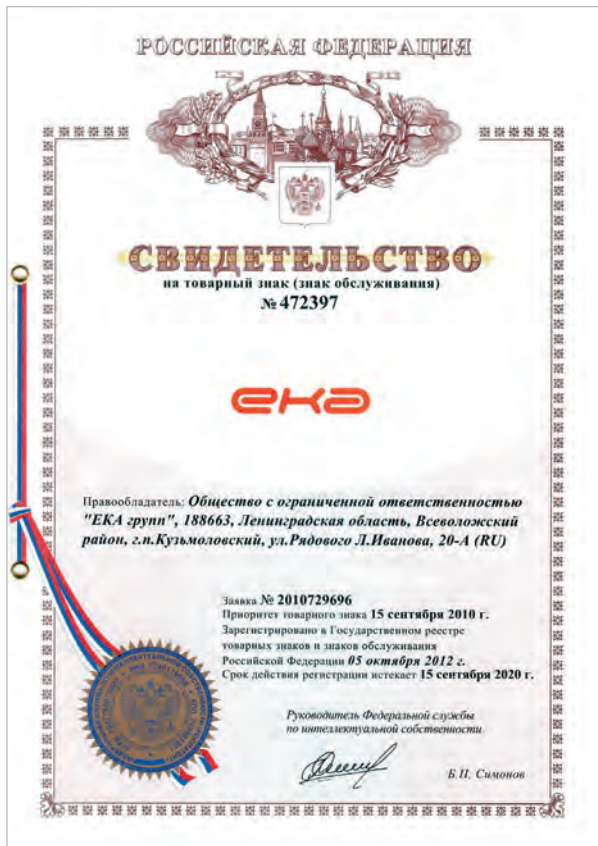 РОССИЙСКАЯ ФЕДЕРАЦИЯ
СВИДЕТЕЛЬСТВО
на товарный знак (знак обслуживания)
№ 472397
ека
Правообладатель: Общество с ограниченной ответственностью
"ЕКА групп", 188663, Ленинградская область, Всеволожский
район, г.п.Кузьмоловский, ул.Рядового Л.Иванова, 20-А (RU)
Заявка № 2010729696
Приоритет товарного знака 15 сентября 2010 г.
Зарегистрировано в Государственном реестре
товарных знаков и знаков обслуживания
Российской Федерации 05 октября 2012 г.
Срок действия регистрации истекает 15 сентября 2020 г.
Руководитель Федеральной службы
по интеллектуальной собственности
Б.П. Симонов